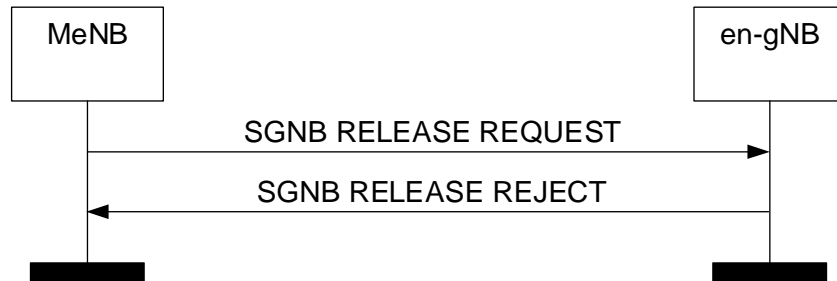 MeNB
en-gNB
SGNB RELEASE REQUEST
SGNB RELEASE REJECT